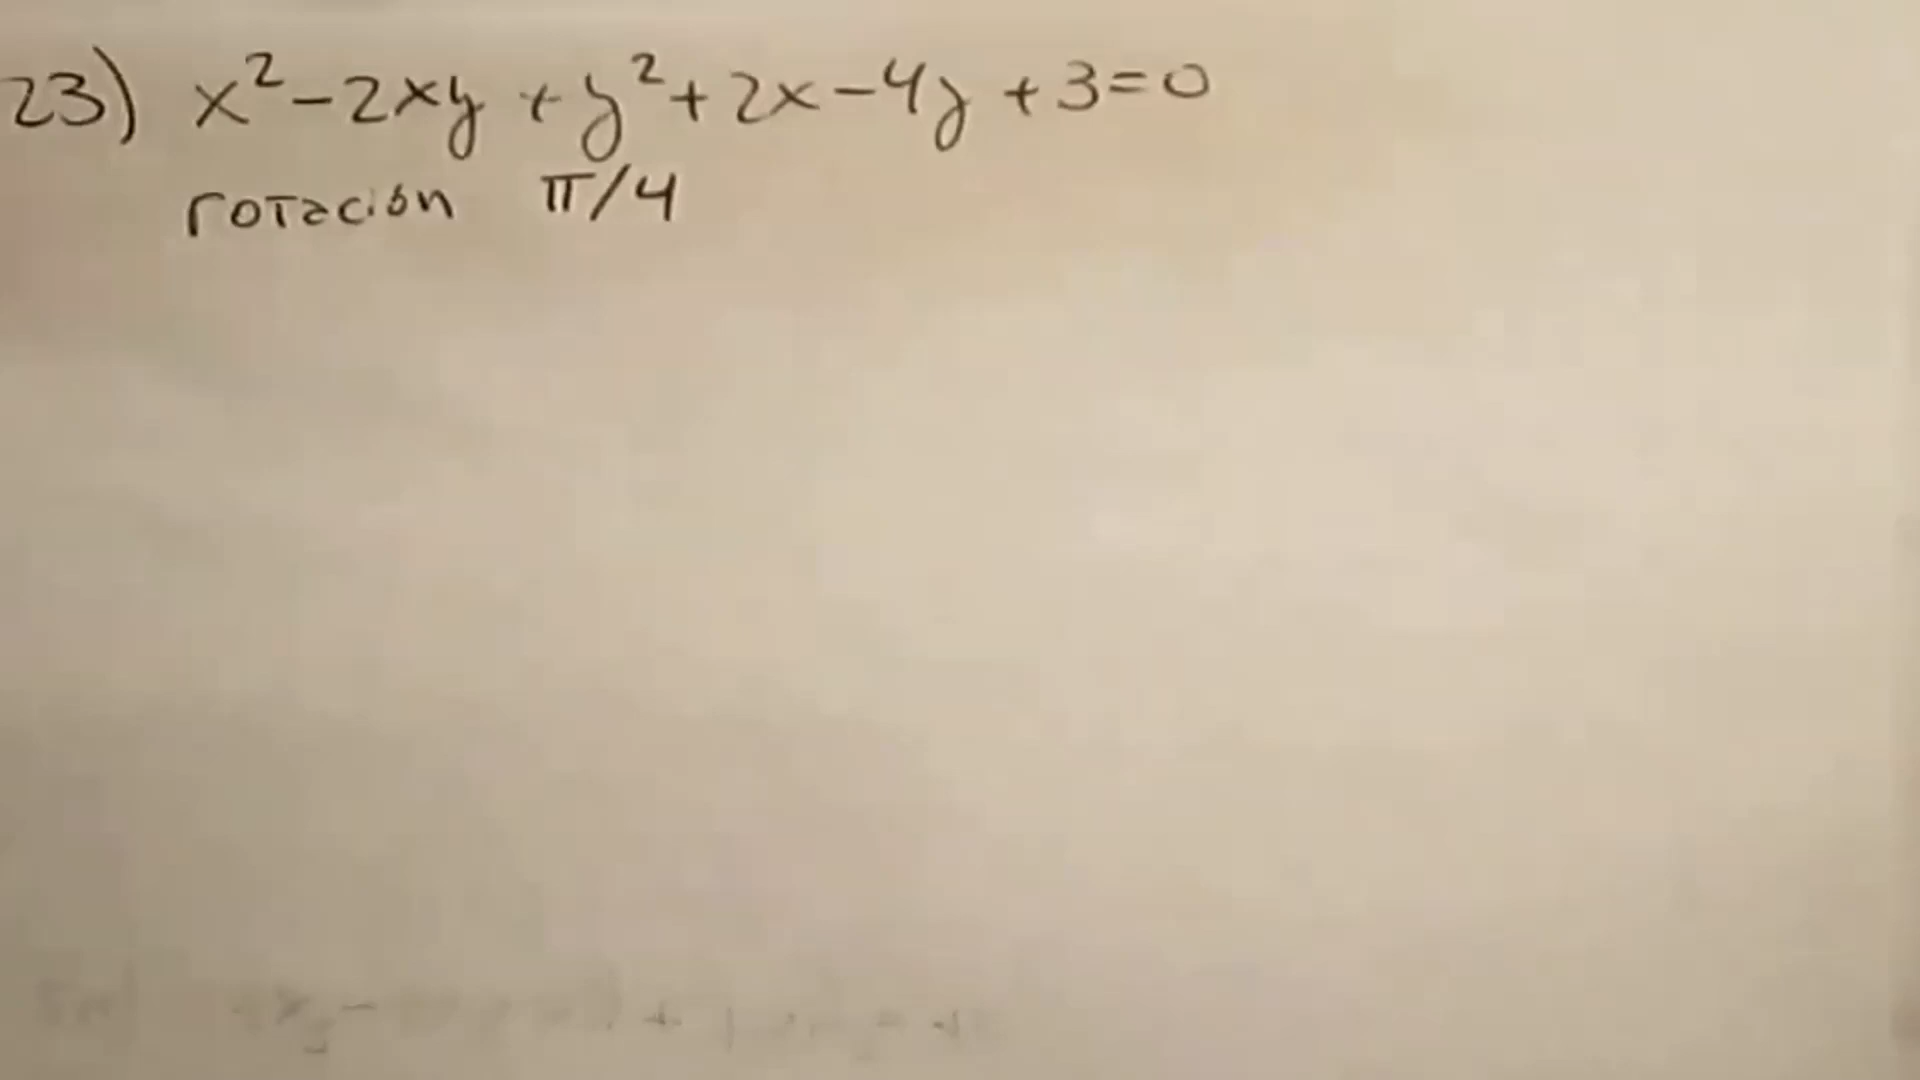 23) x² - 2xy + y² + 2x - 4y + 3 = 0
rotación π/4